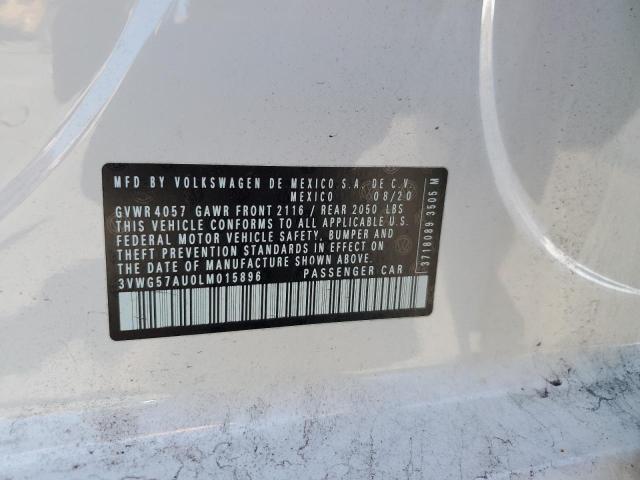 MFD BY VOLKSWAGEN DE MEXICO S.A. DE C.V.
MEXICO 08/20
GVWR 4057 GAWR FRONT 2116 / REAR 2050 LBS
THIS VEHICLE CONFORMS TO ALL APPLICABLE U.S.
FEDERAL MOTOR VEHICLE SAFETY, BUMPER AND
THEFT PREVENTION STANDARDS IN EFFECT ON
THE DATE OF MANUFACTURE SHOWN ABOVE.
3VWG57AU0LM015896 PASSENGER CAR
3718089 3505 M